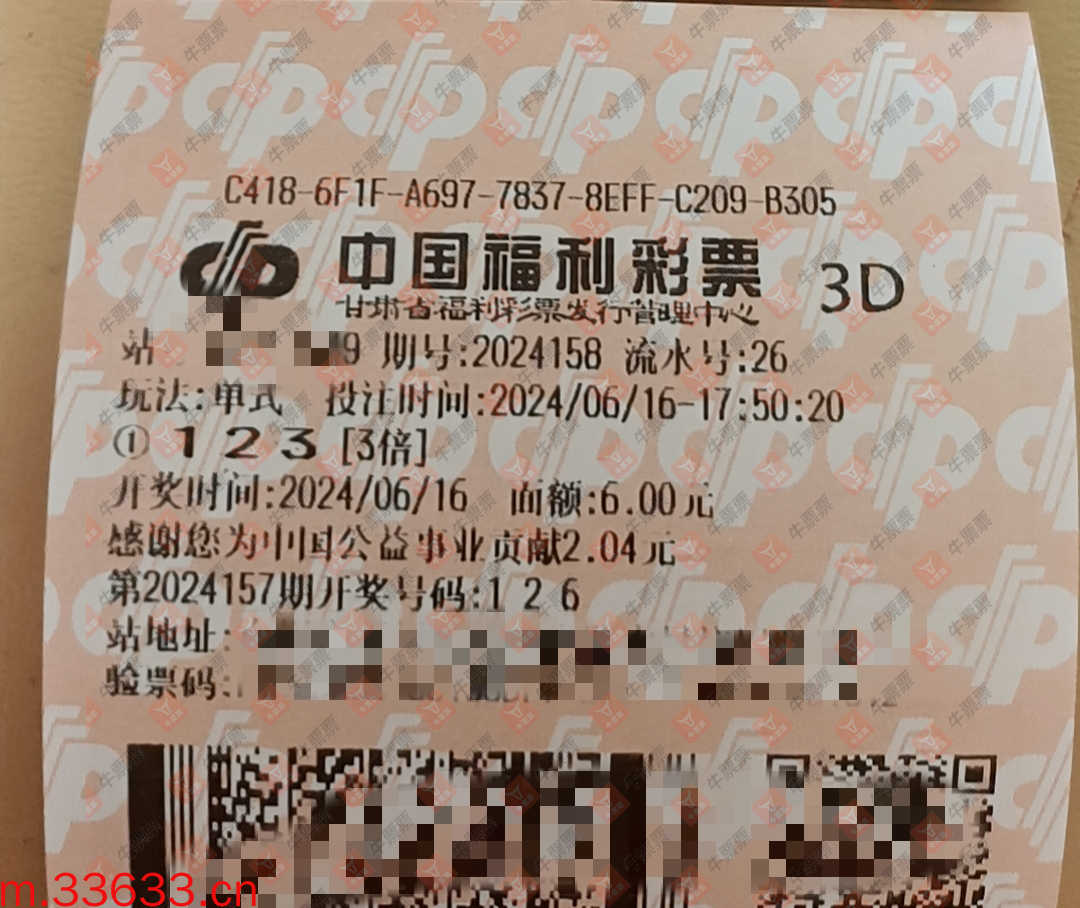 C418-6F1F-A697-7837-8EFF-C209-B305
中国福利彩票 3D
甘肃省福利彩票发行管理中心
站 9 期号:2024158 流水号:26
玩法:单式 投注时间:2024/06/16-17:50:20
① 1 2 3 [3倍]
开奖时间:2024/06/16 面额:6.00元
感谢您为中国公益事业贡献2.04元
第2024157期开奖号码:1 2 6
站地址:
验票码:
m.33633.cn
牛票票